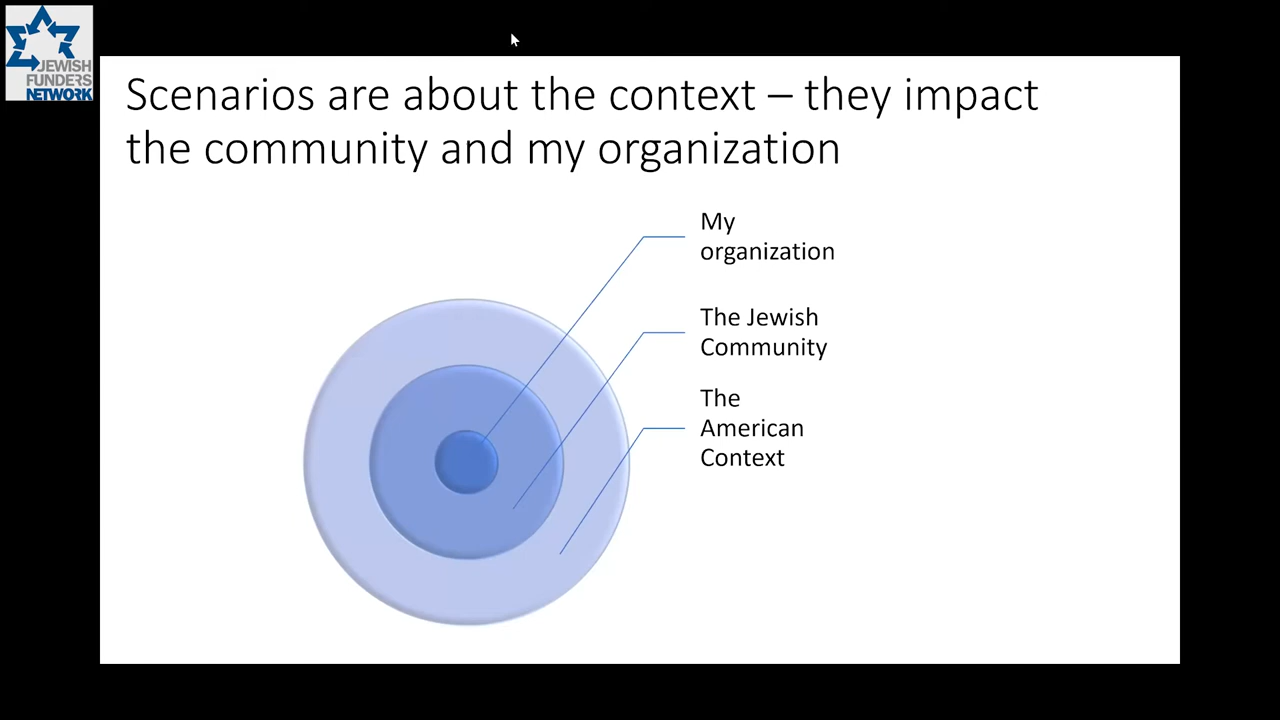 JEWISH
FUNDERS
NETWORK
Scenarios are about the context – they impact
the community and my organization
My
organization
The Jewish
Community
The
American
Context